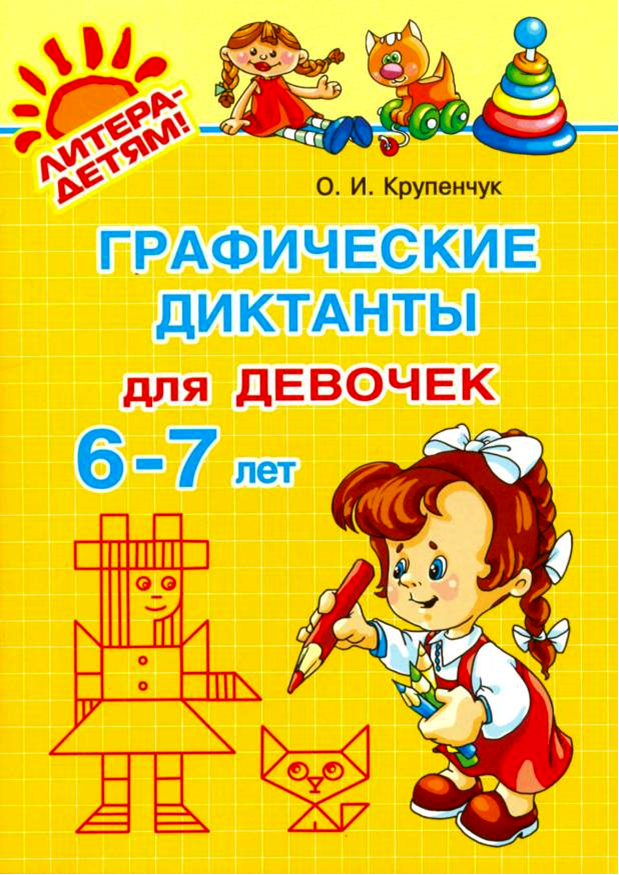 ЛИТЕРА-
ДЕТЯМ!
О. И. Крупенчук
ГРАФИЧЕСКИЕ
ДИКТАНТЫ
для ДЕВОЧЕК
6-7 лет